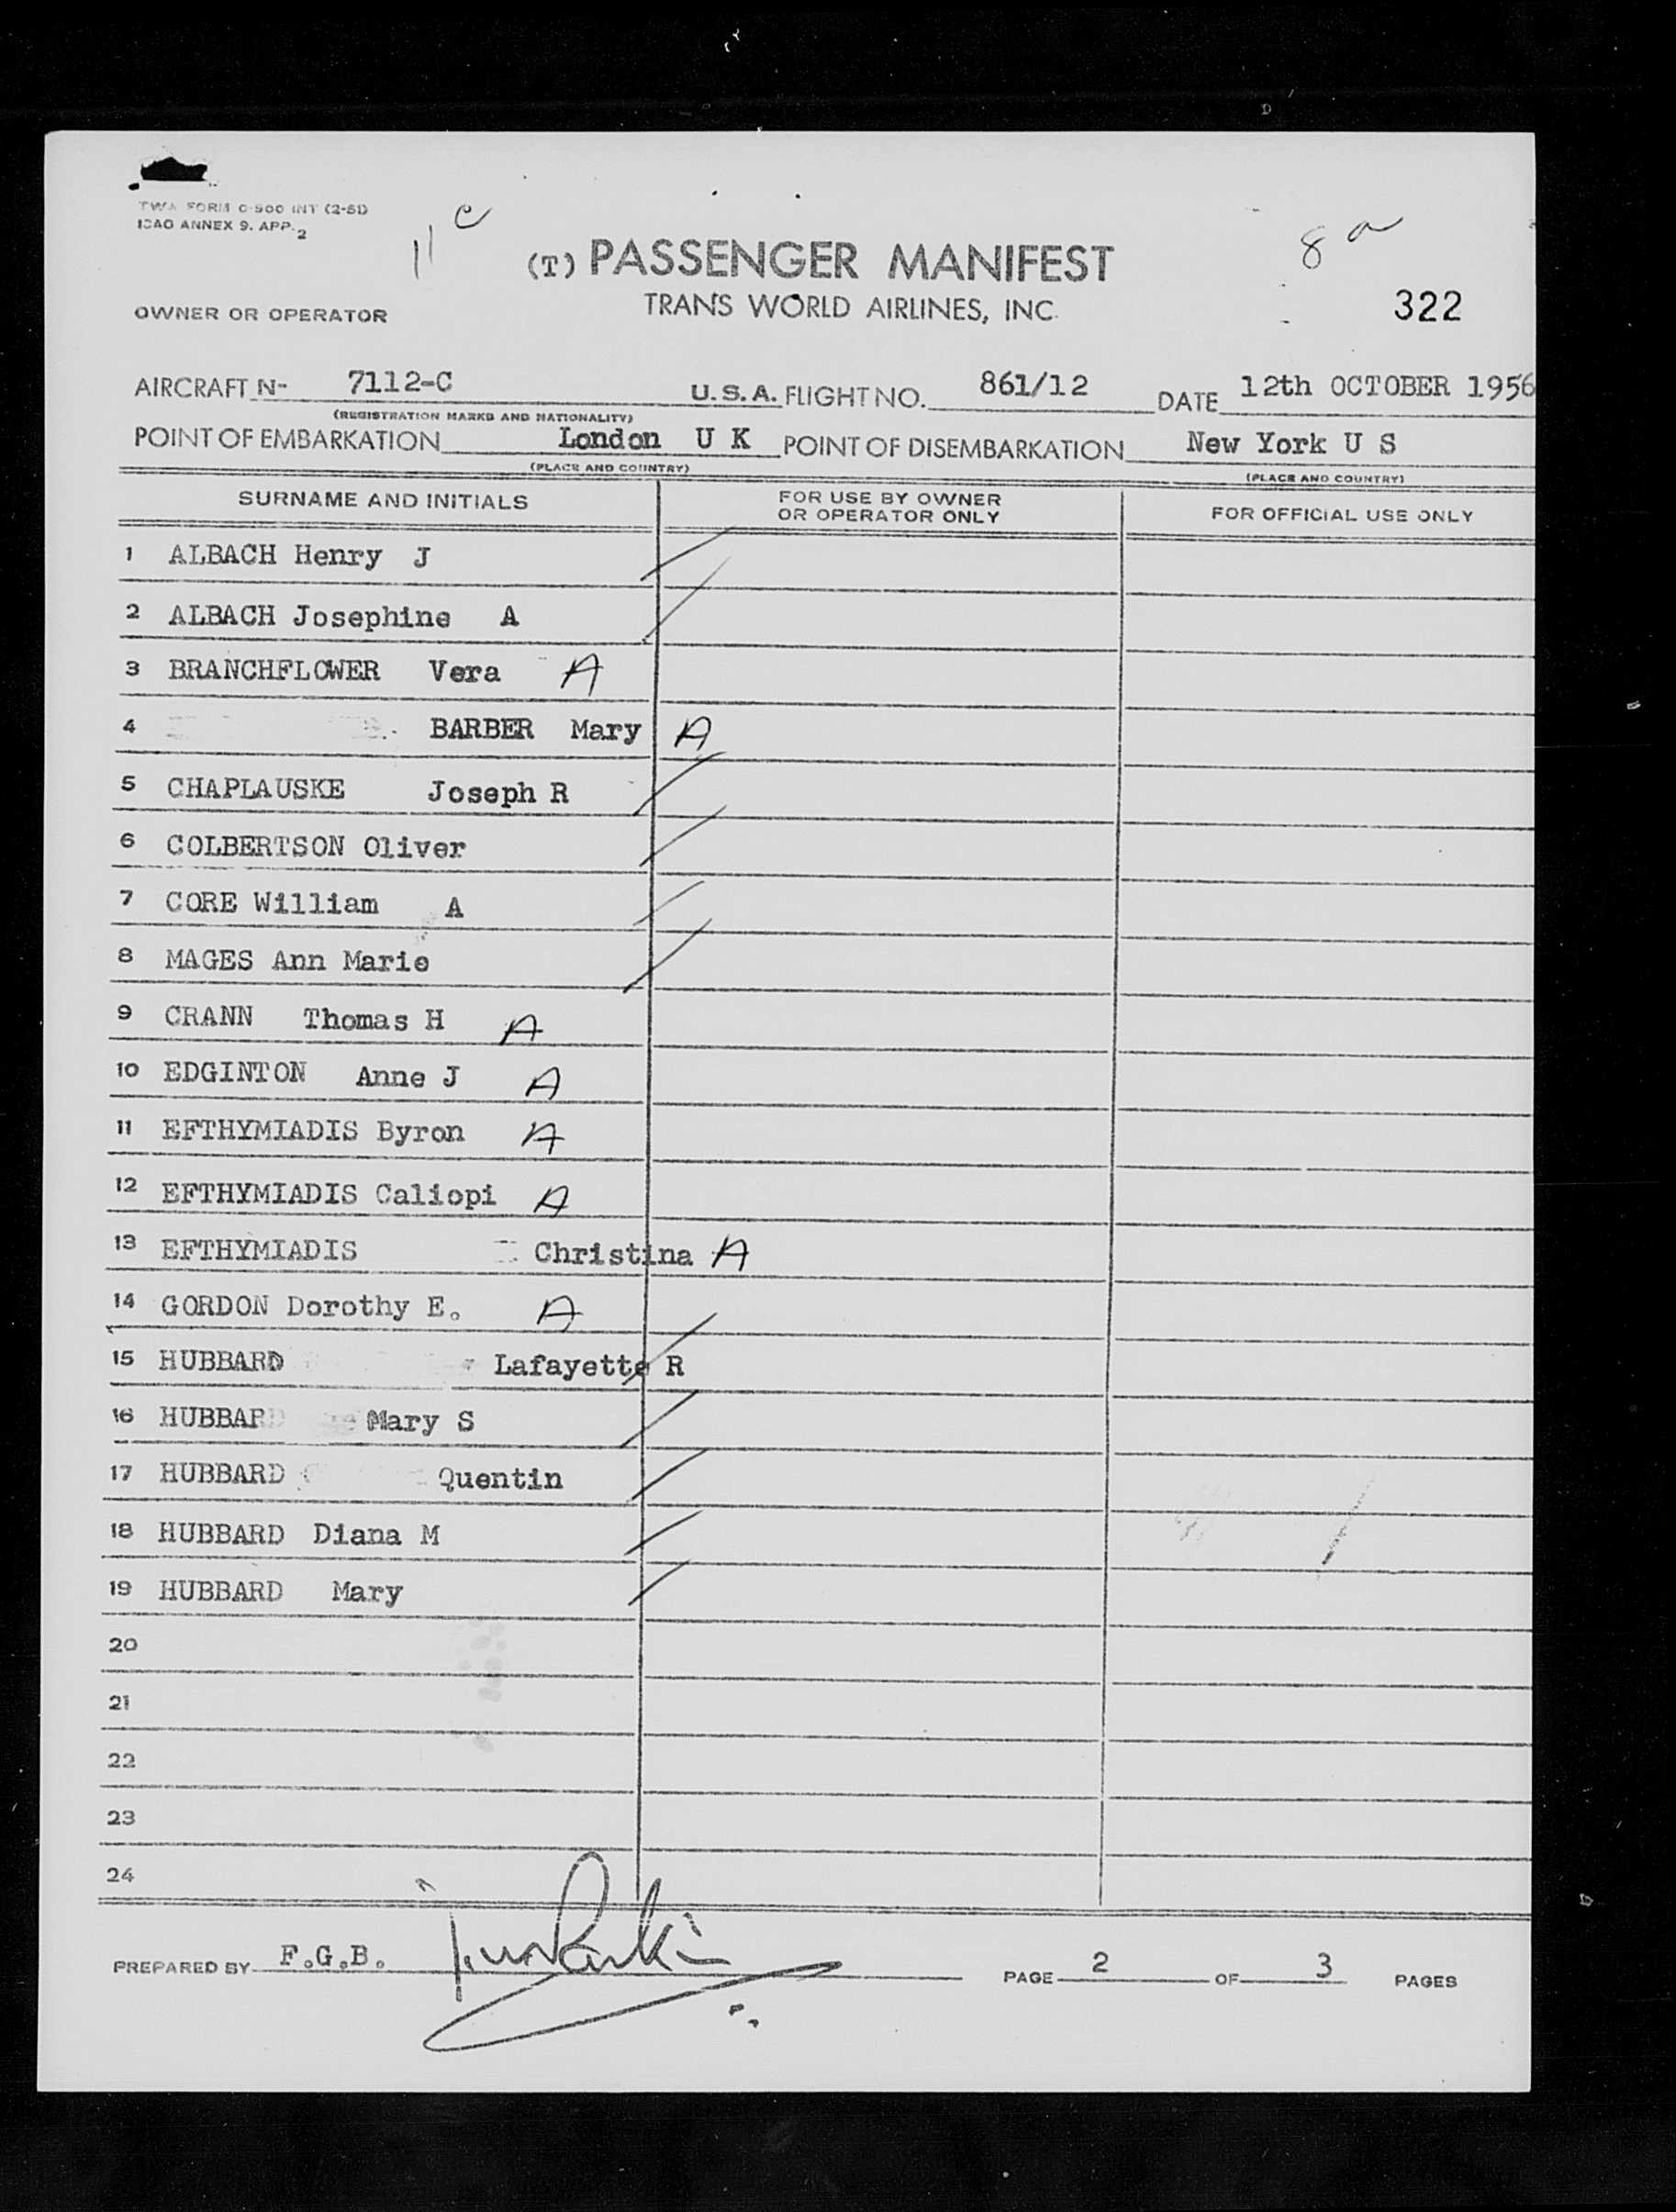 TWA FORM C-500 INT (2-51)
ICAO ANNEX 9. APP. 2
11 c
8 a
(T) PASSENGER MANIFEST
TRANS WORLD AIRLINES, INC.
OWNER OR OPERATOR
322
AIRCRAFT N- 7112-C U.S.A. FLIGHT NO. 861/12 DATE 12th OCTOBER 1956
(REGISTRATION MARKS AND NATIONALITY)
POINT OF EMBARKATION London U K POINT OF DISEMBARKATION New York U S
(PLACE AND COUNTRY) (PLACE AND COUNTRY)
SURNAME AND INITIALS FOR USE BY OWNER OR OPERATOR ONLY FOR OFFICIAL USE ONLY
1 ALBACH Henry J
2 ALBACH Josephine A
3 BRANCHFLOWER Vera A
4 BARBER Mary A
5 CHAPLAUSKE Joseph R
6 COLBERTSON Oliver
7 CORE William A
8 MAGES Ann Marie
9 CRANN Thomas H A
10 EDGINTON Anne J A
11 EFTHYMIADIS Byron A
12 EFTHYMIADIS Caliopi A
13 EFTHYMIADIS Christina A
14 GORDON Dorothy E. A
15 HUBBARD Lafayette R
16 HUBBARD Mary S
17 HUBBARD Quentin
18 HUBBARD Diana M
19 HUBBARD Mary
20
21
22
23
24
PREPARED BY F.G.B. PAGE 2 OF 3 PAGES